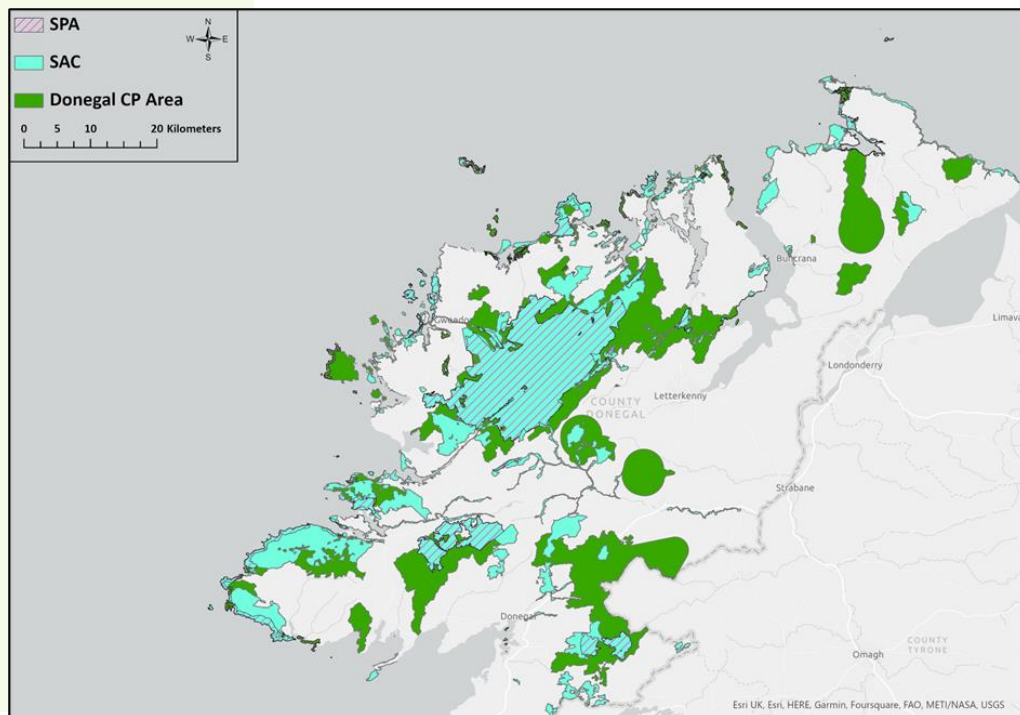 SPA
N
W E
S
SAC
Donegal CP Area
0 5 10 20 Kilometers
Buncrana
Gweedor
Limava
Londonderry
COUNTY
DONEGAL
Letterkenny
Strabane
Donegal
COUNTY
TYRONE
Omagh
Esri UK, Esri, HERE, Garmin, Foursquare, FAO, METI/NASA, USGS